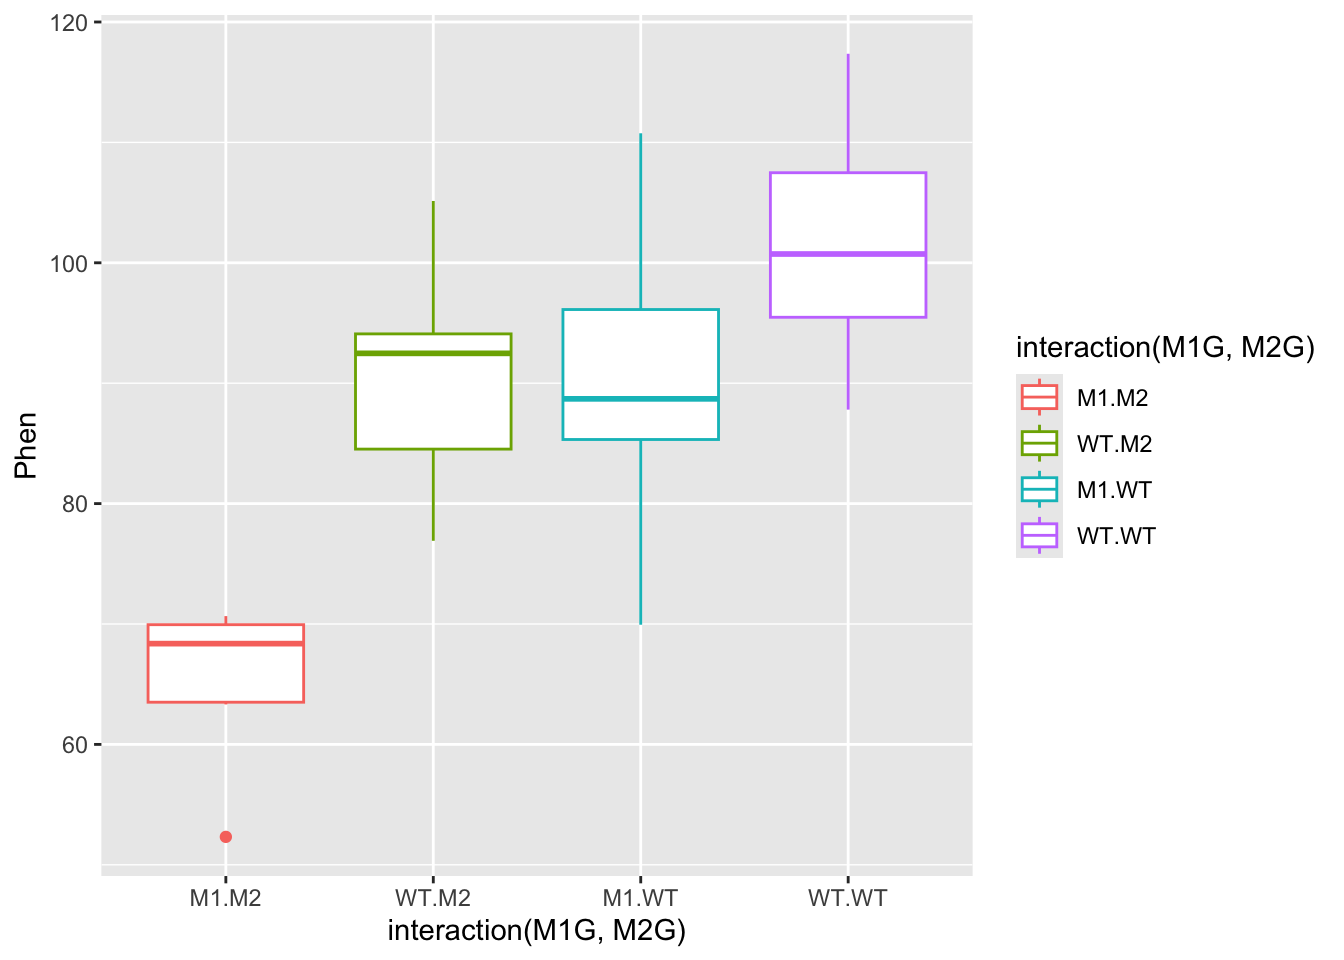 120
100
80
60
Phen
M1.M2
WT.M2
M1.WT
WT.WT
interaction(M1G, M2G)
interaction(M1G, M2G)
M1.M2
WT.M2
M1.WT
WT.WT